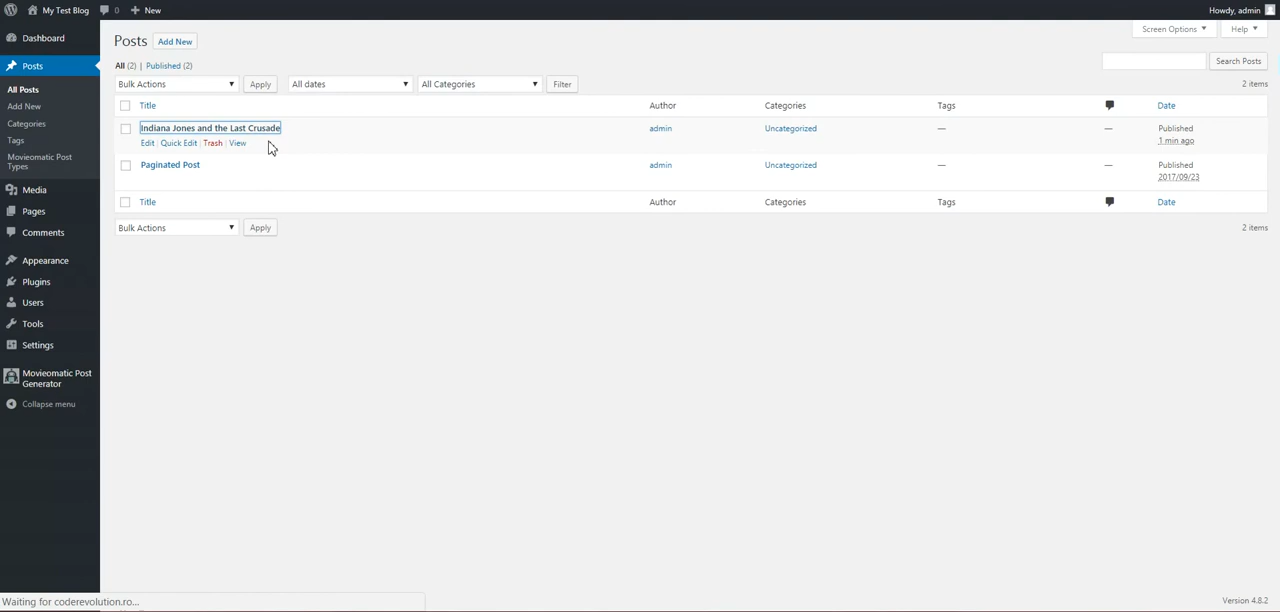 My Test Blog 0 New Howdy, admin
Dashboard
Posts
All Posts
Add New
Categories
Tags
Movieomatic Post
Types
Media
Pages
Comments
Appearance
Plugins
Users
Tools
Settings
Movieomatic Post
Generator
Collapse menu
Screen Options Help
Posts Add New
All (2) | Published (2)
Search Posts
Bulk Actions Apply All dates All Categories Filter
2 items
Title Author Categories Tags Date
Indiana Jones and the Last Crusade admin Uncategorized — — Published
Edit | Quick Edit | Trash | View 1 min ago
Paginated Post admin Uncategorized — — Published
2017/09/23
Title Author Categories Tags Date
Bulk Actions Apply
2 items
Waiting for coderevolution.ro...
Version 4.8.2